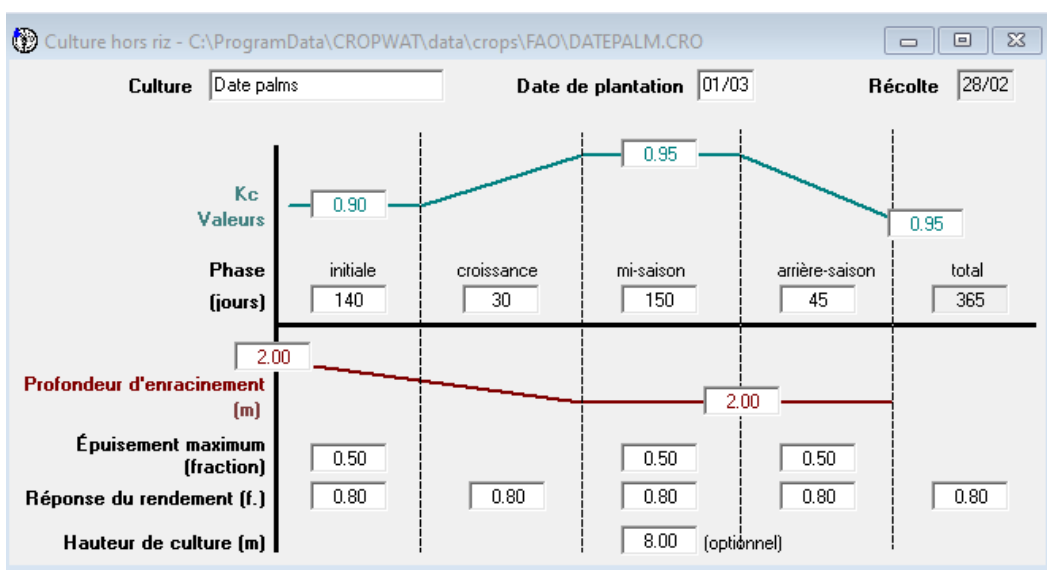 Culture hors riz - C:\ProgramData\CROPWAT\data\crops\FAO\DATEPALM.CRO
Culture Date palms Date de plantation 01/03 Récolte 28/02
0.95
Kc
Valeurs
0.90
0.95
Phase initiale croissance mi-saison arrière-saison total
(jours) 140 30 150 45 365
2.00
Profondeur d'enracinement
(m)
2.00
Épuisement maximum
(fraction)
0.50 0.50 0.50
Réponse du rendement (f.) 0.80 0.80 0.80 0.80 0.80
Hauteur de culture (m) 8.00 (optionnel)